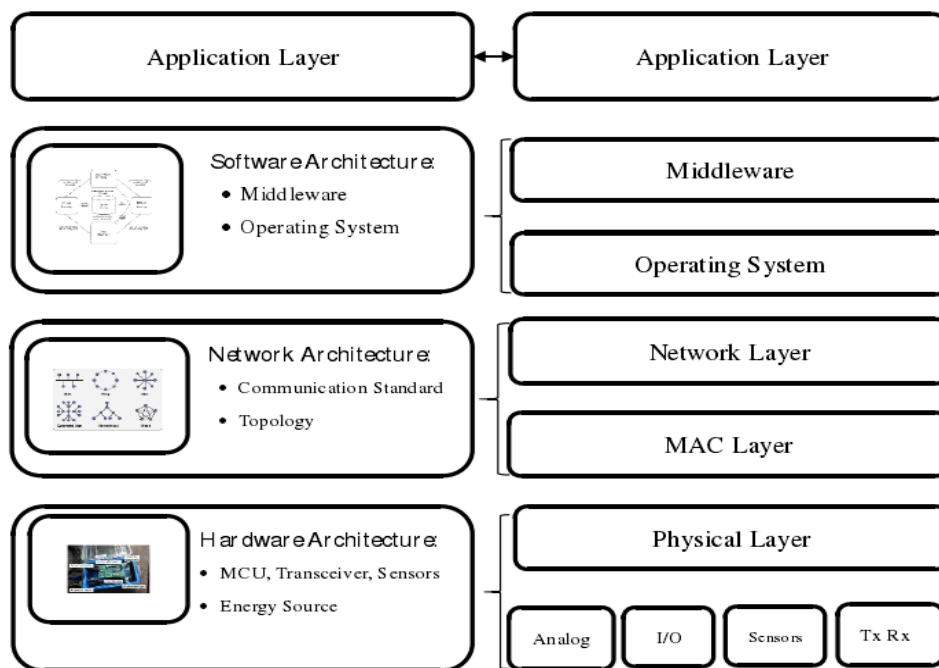 Application Layer
Application Layer
Software Architecture:
• Middleware
• Operating System
Middleware
Operating System
Network Architecture:
• Communication Standard
• Topology
Network Layer
MAC Layer
Hardware Architecture:
• MCU, Transceiver, Sensors
• Energy Source
Physical Layer
Analog
I/O
Sensors
Tx Rx